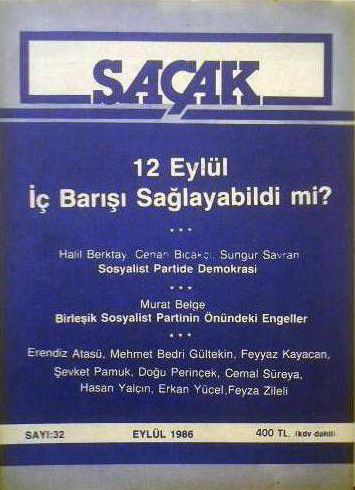 SAÇAK
12 Eylül
İç Barışı Sağlayabildi mi?
* * *
Halil Berktay, Cenan Bıçakçı, Sungur Savran
Sosyalist Partide Demokrasi
* * *
Murat Belge
Birleşik Sosyalist Partinin Önündeki Engeller
* * *
Erendiz Atasü, Mehmet Bedri Gültekin, Feyyaz Kayacan,
Şevket Pamuk, Doğu Perinçek, Cemal Süreya,
Hasan Yalçın, Erkan Yücel, Feyza Zileli
SAYI:32
EYLÜL 1986
400 TL. (kdv dahil)